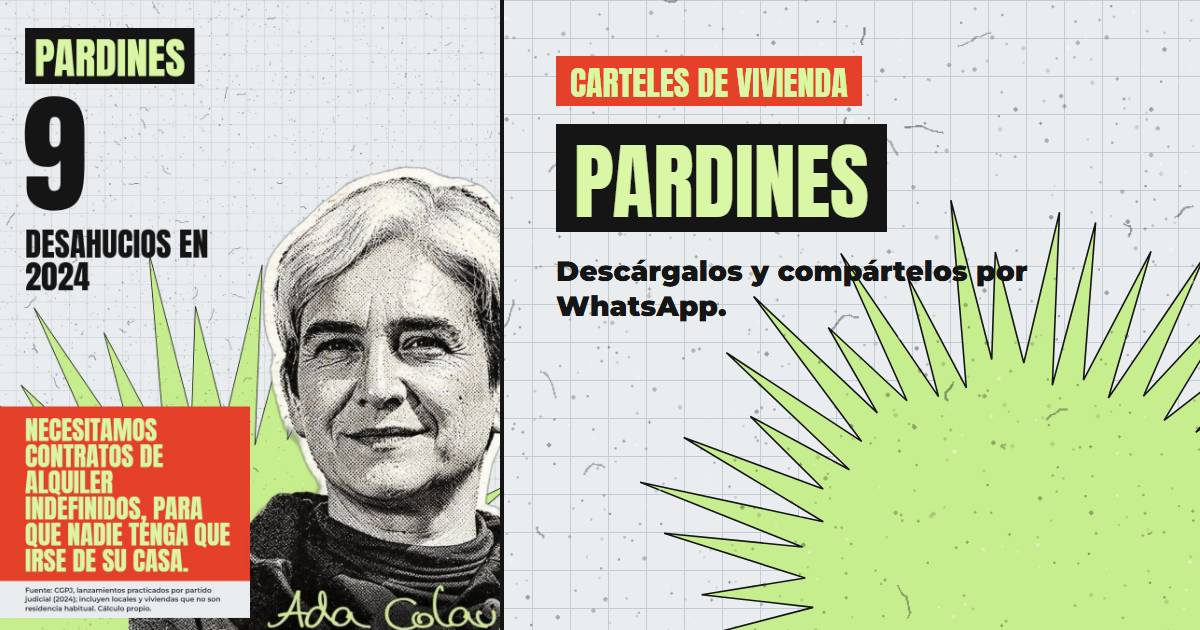 PARDINES
9
DESAHUCIOS EN
2024
NECESITAMOS
CONTRATOS DE
ALQUILER
INDEFINIDOS, PARA
QUE NADIE TENGA QUE
IRSE DE SU CASA.
Fuente: CGPJ, lanzamientos practicados por partido
judicial (2024); incluyen locales y viviendas que no son
residencia habitual. Cálculo propio.
Ada Colau
CARTELES DE VIVIENDA
PARDINES
Descárgalos y compártelos por
WhatsApp.